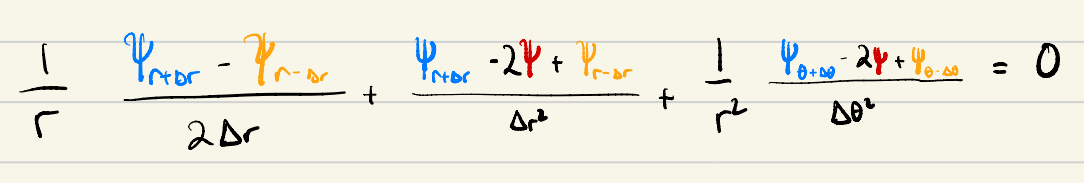 1/r (Ψ_{r+Δr} - Ψ_{r-Δr})/(2Δr) + (Ψ_{r+Δr} - 2Ψ + Ψ_{r-Δr})/Δr² + 1/r² (Ψ_{θ+Δθ} - 2Ψ + Ψ_{θ-Δθ})/Δθ² = 0